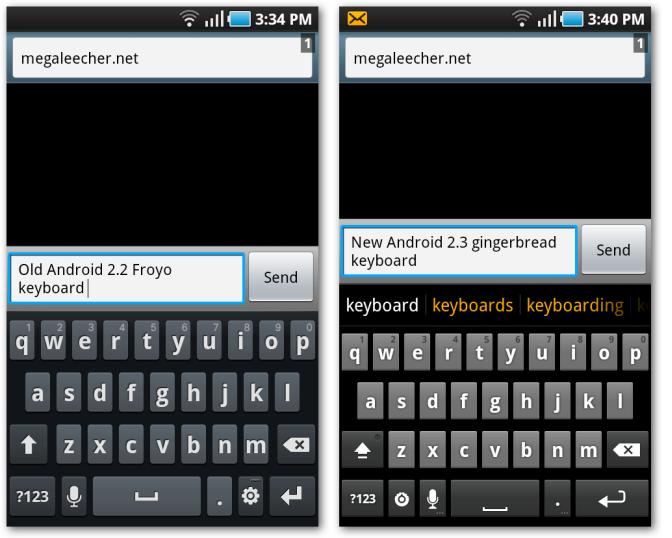 3:34 PM
1
megaleecher.net
Old Android 2.2 Froyo
keyboard
Send
1 2 3 4 5 6 7 8 9 0
q w e r t y u i o p
a s d f g h j k l
z x c v b n m
?123 .
3:40 PM
1
megaleecher.net
New Android 2.3 gingerbread
keyboard
Send
keyboard keyboards keyboarding k
1 2 3 4 5 6 7 8 9 0
q w e r t y u i o p
a s d f g h j k l
z x c v b n m
?123 ... . ...